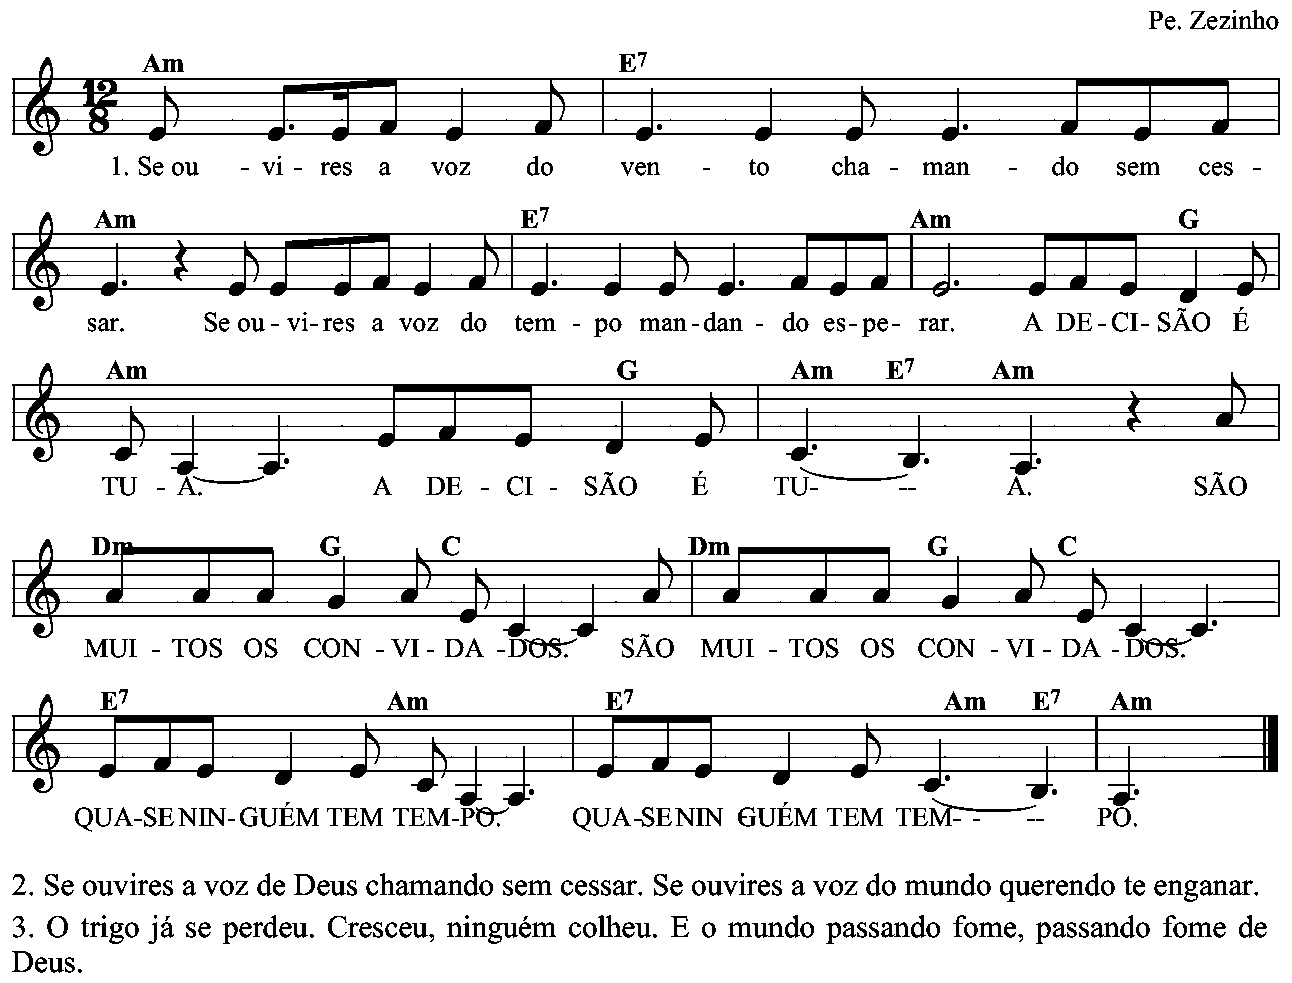 Pe. Zezinho
Am E7
12
8
1. Se ou - vi - res a voz do ven - to cha - man - do sem ces -
Am E7 Am G
sar. Se ou - vi - res a voz do tem - po man - dan - do es - pe - rar. A DE - CI - SÃO É
Am G Am E7 Am
TU - A. A DE - CI - SÃO É TU- -- A. SÃO
Dm G C Dm G C
MUI - TOS OS CON - VI - DA - DOS. SÃO MUI - TOS OS CON - VI - DA - DOS.
E7 Am E7 Am E7 Am
QUA-SE NIN-GUÉM TEM TEM-PO. QUA-SE NIN GUÉM TEM TEM- - -- PO.
2. Se ouvires a voz de Deus chamando sem cessar. Se ouvires a voz do mundo querendo te enganar.
3. O trigo já se perdeu. Cresceu, ninguém colheu. E o mundo passando fome, passando fome de
Deus.